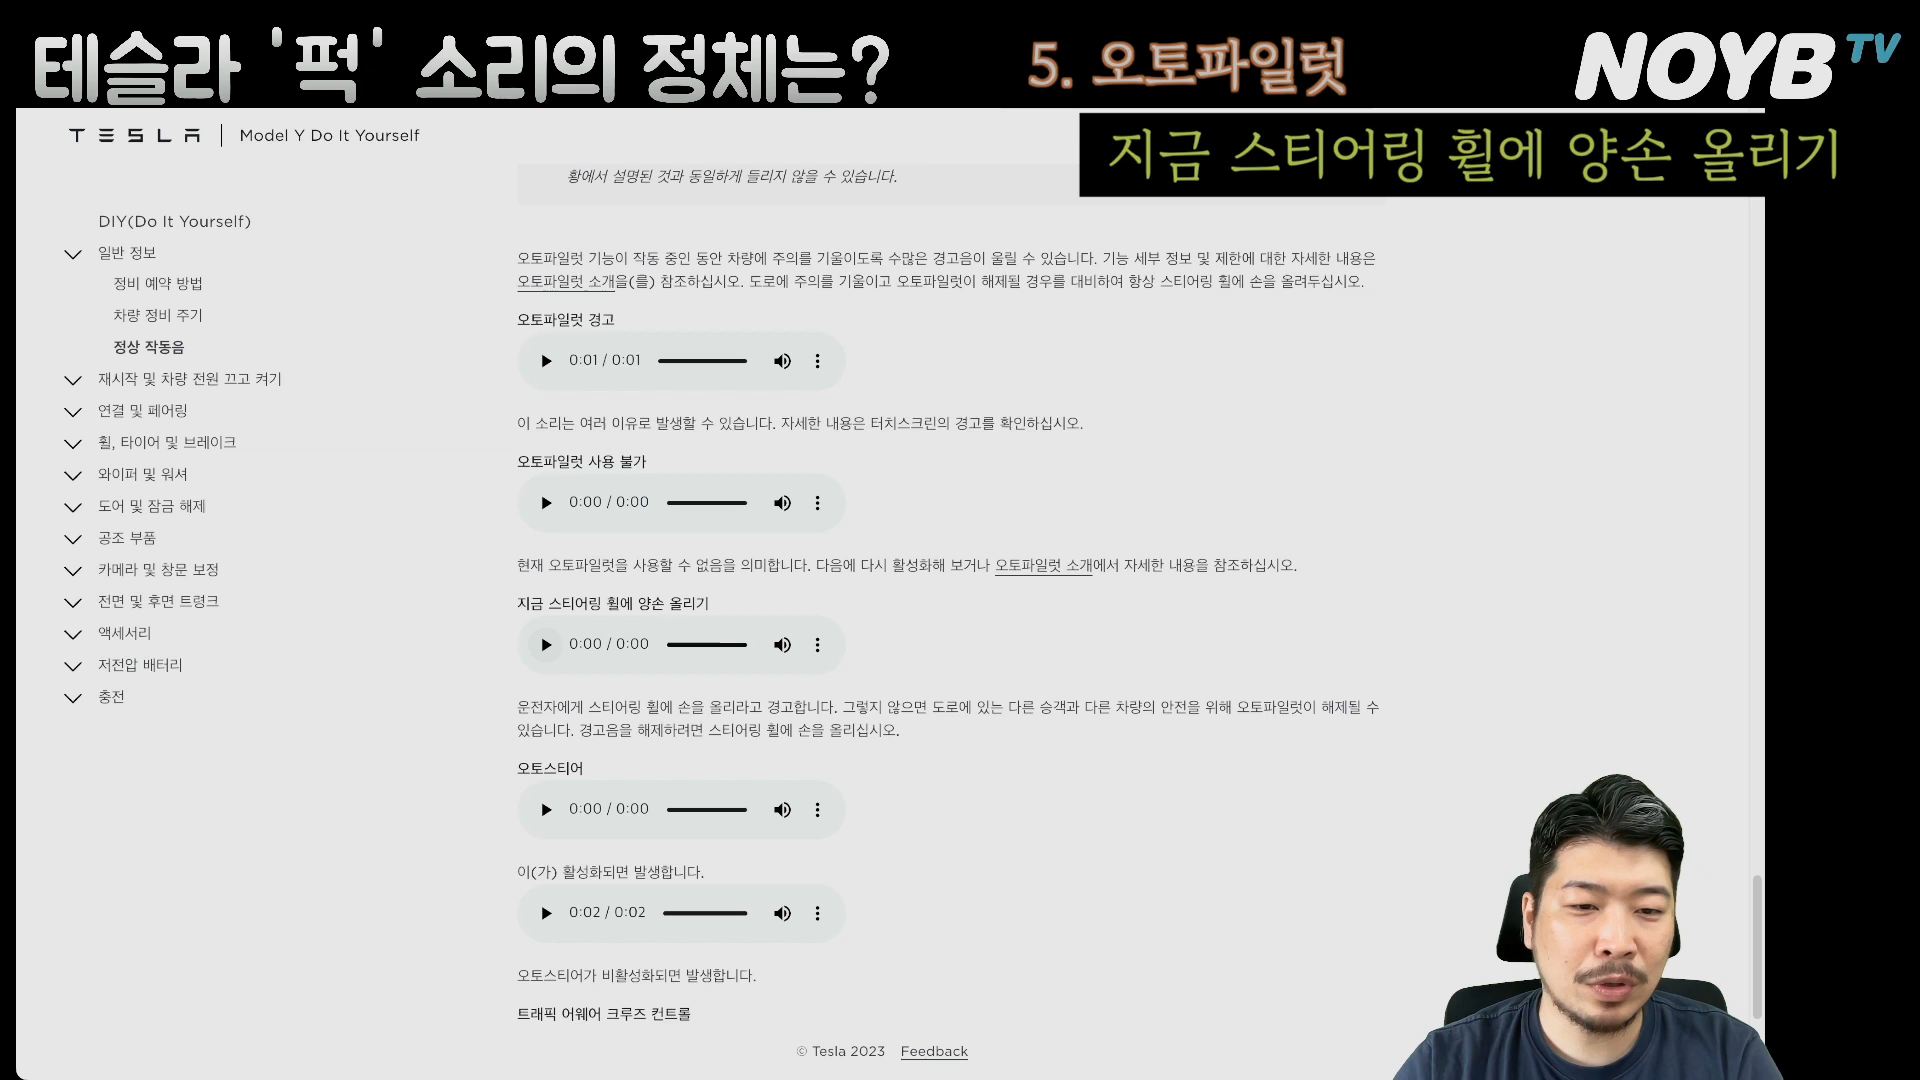 테슬라 '퍽' 소리의 정체는?
5. 오토파일럿
NOYB TV
지금 스티어링 휠에 양손 올리기
TESLA
Model Y Do It Yourself
DIY(Do It Yourself)
일반 정보
정비 예약 방법
차량 정비 주기
정상 작동음
재시작 및 차량 전원 끄고 켜기
연결 및 페어링
휠, 타이어 및 브레이크
와이퍼 및 워셔
도어 및 잠금 해제
공조 부품
카메라 및 창문 보정
전면 및 후면 트렁크
액세서리
저전압 배터리
충전
황에서 설명된 것과 동일하게 들리지 않을 수 있습니다.
오토파일럿 기능이 작동 중인 동안 차량에 주의를 기울이도록 수많은 경고음이 울릴 수 있습니다. 기능 세부 정보 및 제한에 대한 자세한 내용은
오토파일럿 소개을(를) 참조하십시오. 도로에 주의를 기울이고 오토파일럿이 해제될 경우를 대비하여 항상 스티어링 휠에 손을 올려두십시오.
오토파일럿 경고
0:01 / 0:01
이 소리는 여러 이유로 발생할 수 있습니다. 자세한 내용은 터치스크린의 경고를 확인하십시오.
오토파일럿 사용 불가
0:00 / 0:00
현재 오토파일럿을 사용할 수 없음을 의미합니다. 다음에 다시 활성화해 보거나 오토파일럿 소개에서 자세한 내용을 참조하십시오.
지금 스티어링 휠에 양손 올리기
0:00 / 0:00
운전자에게 스티어링 휠에 손을 올리라고 경고합니다. 그렇지 않으면 도로에 있는 다른 승객과 다른 차량의 안전을 위해 오토파일럿이 해제될 수
있습니다. 경고음을 해제하려면 스티어링 휠에 손을 올리십시오.
오토스티어
0:00 / 0:00
이(가) 활성화되면 발생합니다.
0:02 / 0:02
오토스티어가 비활성화되면 발생합니다.
트래픽 어웨어 크루즈 컨트롤
© Tesla 2023 Feedback